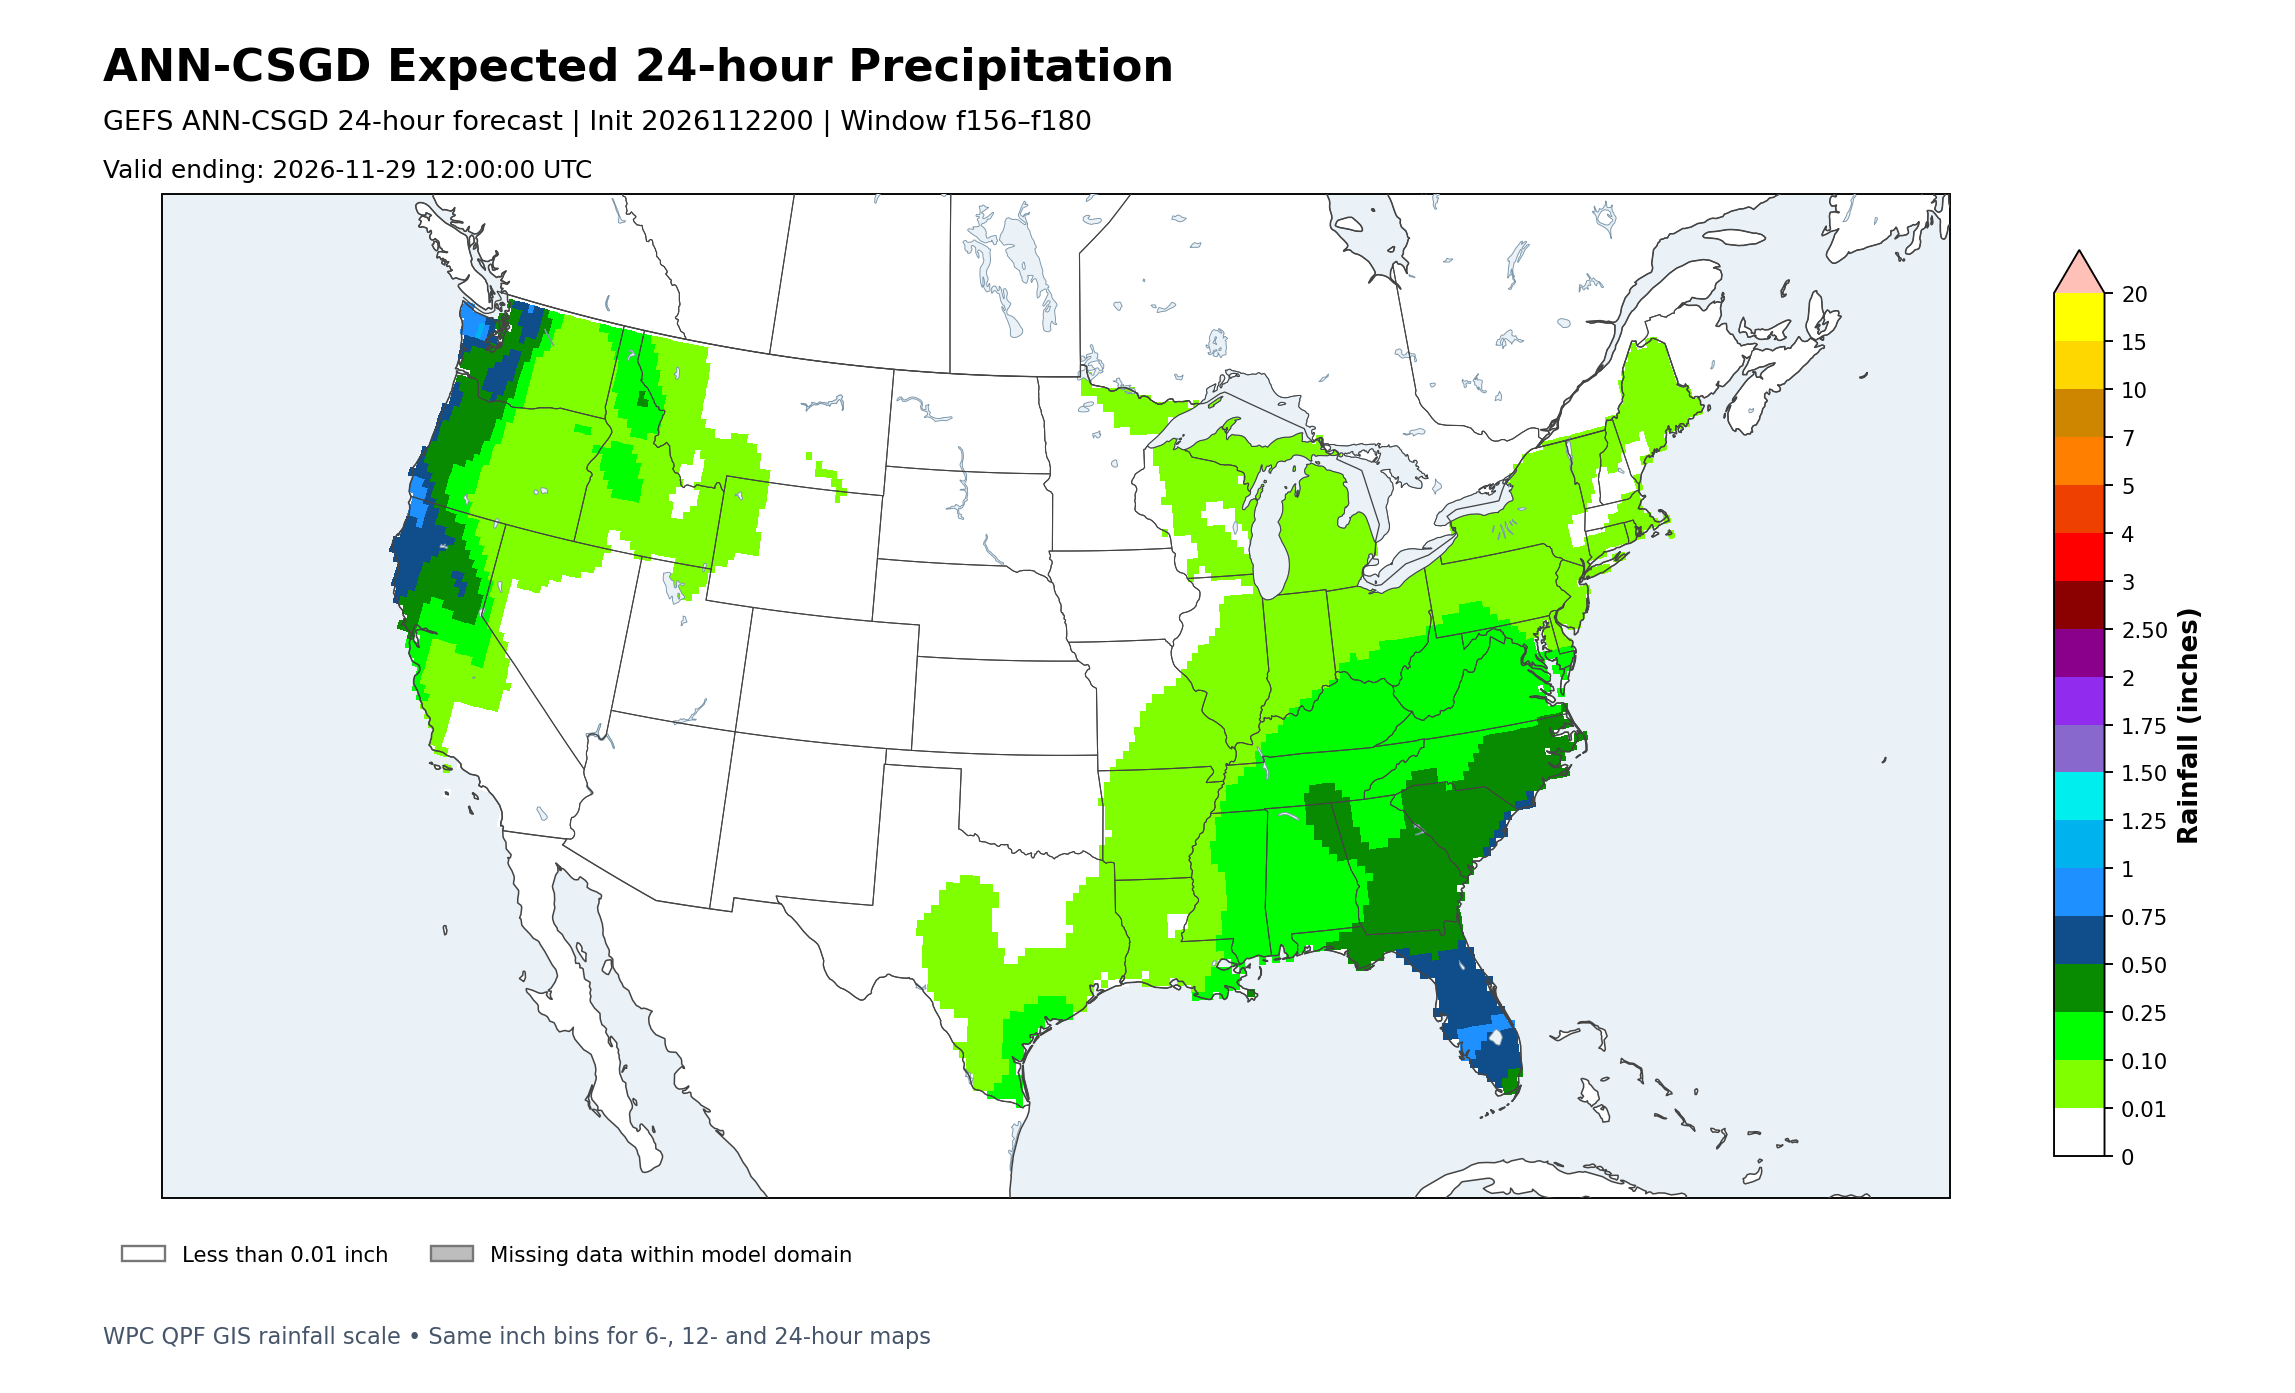 ANN-CSGD Expected 24-hour Precipitation
GEFS ANN-CSGD 24-hour forecast | Init 2026112200 | Window f156–f180
Valid ending: 2026-11-29 12:00:00 UTC
20
15
10
7
5
4
3
2.50
2
1.75
1.50
1.25
1
0.75
0.50
0.25
0.10
0.01
0
Rainfall (inches)
Less than 0.01 inch
Missing data within model domain
WPC QPF GIS rainfall scale • Same inch bins for 6-, 12- and 24-hour maps